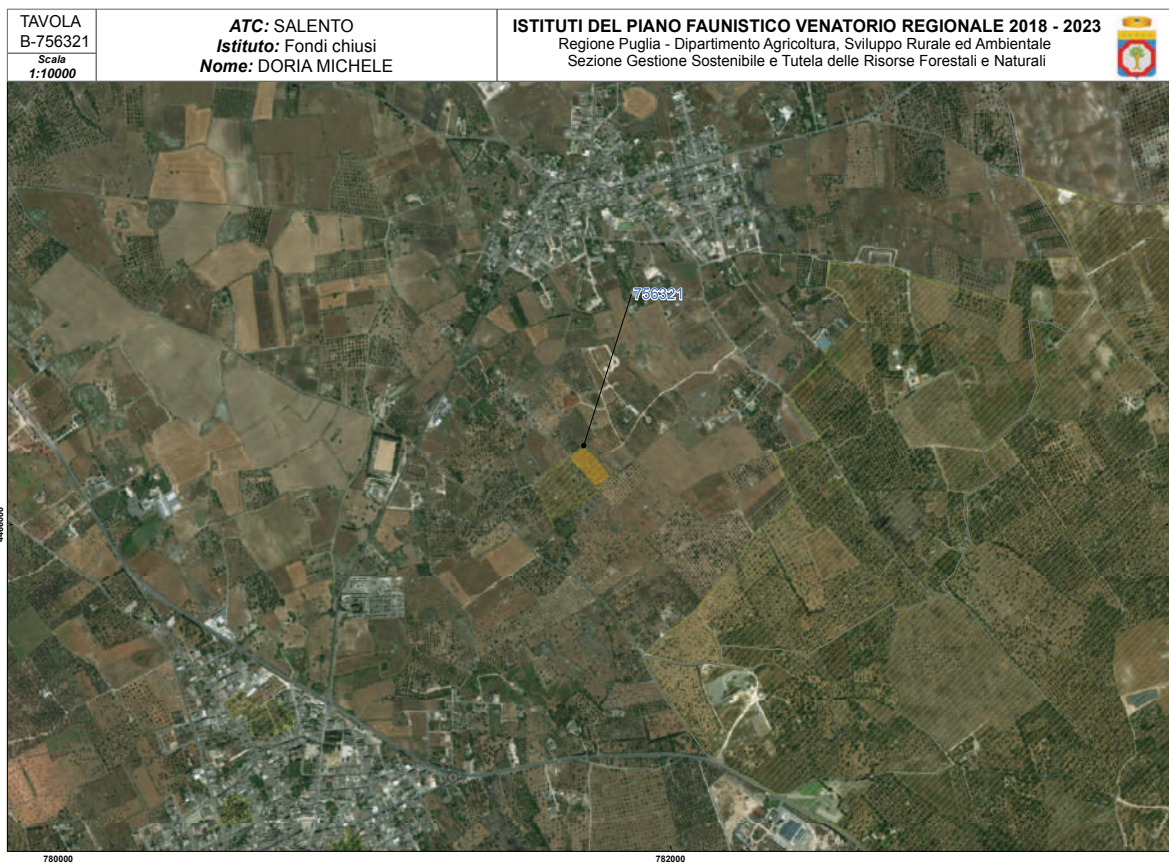 TAVOLA
B-756321
Scala
1:10000
ATC: SALENTO
Istituto: Fondi chiusi
Nome: DORIA MICHELE
ISTITUTI DEL PIANO FAUNISTICO VENATORIO REGIONALE 2018 - 2023
Regione Puglia - Dipartimento Agricoltura, Sviluppo Rurale ed Ambientale
Sezione Gestione Sostenibile e Tutela delle Risorse Forestali e Naturali
756321
780000
782000